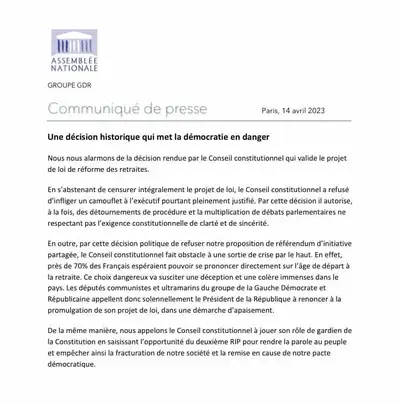 ASSEMBLÉE
NATIONALE
GROUPE GDR
Communiqué de presse
Paris, 14 avril 2023
Une décision historique qui met la démocratie en danger
Nous nous alarmons de la décision rendue par le Conseil constitutionnel qui valide le projet
de loi de réforme des retraites.
En s’abstenant de censurer intégralement le projet de loi, le Conseil constitutionnel a refusé
d’infliger un camouflet à l’exécutif pourtant pleinement justifié. Par cette décision il autorise,
à la fois, des détournements de procédure et la multiplication de débats parlementaires ne
respectant pas l’exigence constitutionnelle de clarté et de sincérité.
En outre, par cette décision politique de refuser notre proposition de référendum d’initiative
partagée, le Conseil constitutionnel fait obstacle à une sortie de crise par le haut. En effet,
près de 70% des Français espéraient pouvoir se prononcer directement sur l’âge de départ à
la retraite. Ce choix dangereux va susciter une déception et une colère immenses dans le
pays. Les députés communistes et ultramarins du groupe de la Gauche Démocrate et
Républicaine appellent donc solennellement le Président de la République à renoncer à la
promulgation de son projet de loi, dans une démarche d’apaisement.
De la même manière, nous appelons le Conseil constitutionnel à jouer son rôle de gardien de
la Constitution en saisissant l’opportunité du deuxième RIP pour rendre la parole au peuple
et empêcher ainsi la fracturation de notre société et la remise en cause de notre pacte
démocratique.